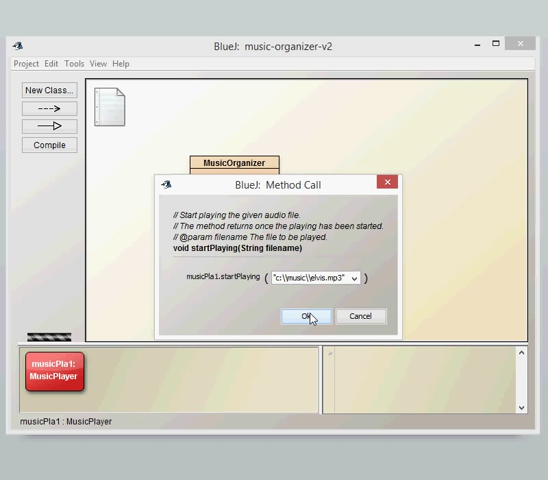 BlueJ: music-organizer-v2
Project Edit Tools View Help
New Class...
Compile
MusicOrganizer
BlueJ: Method Call
// Start playing the given audio file.
// The method returns once the playing has been started.
// @param filename The file to be played.
void startPlaying(String filename)
musicPla1.startPlaying ( "c:\\music\\elvis.mp3" )
Ok Cancel
musicPla1:
MusicPlayer
musicPla1 : MusicPlayer